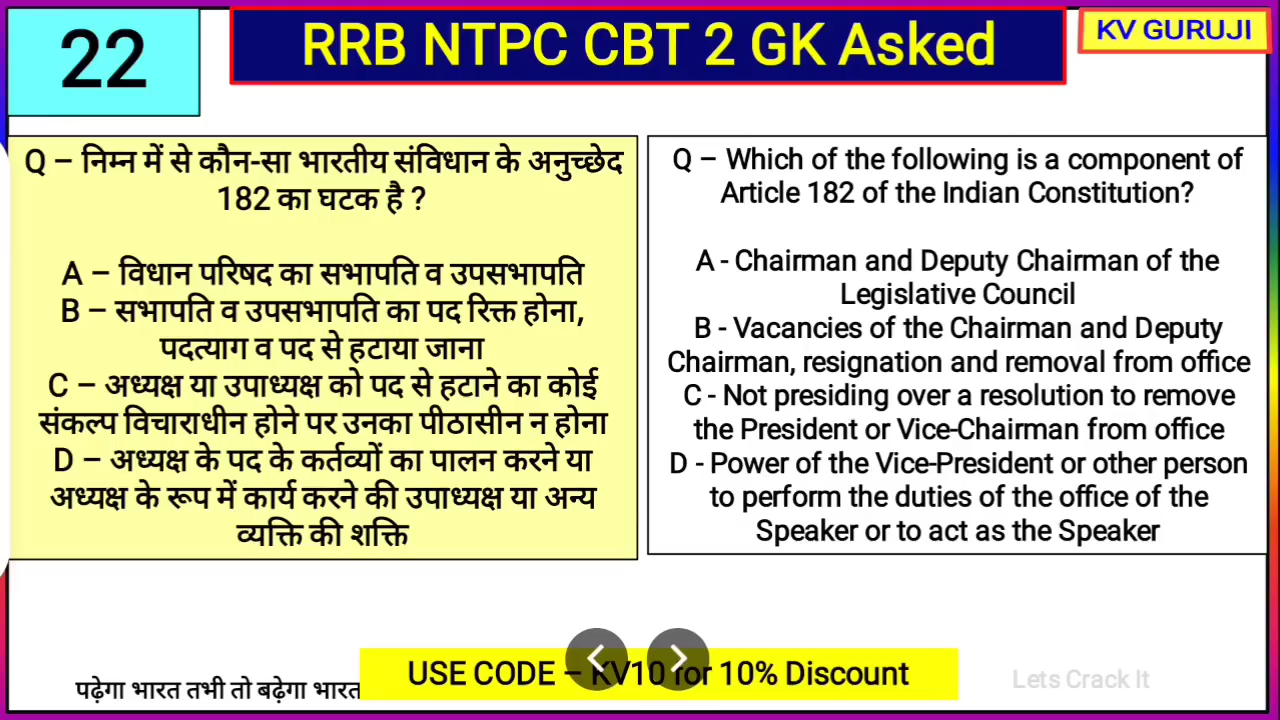 22
RRB NTPC CBT 2 GK Asked
KV GURUJI
Q – निम्न में से कौन-सा भारतीय संविधान के अनुच्छेद
182 का घटक है ?
A – विधान परिषद का सभापति व उपसभापति
B – सभापति व उपसभापति का पद रिक्त होना,
पदत्याग व पद से हटाया जाना
C – अध्यक्ष या उपाध्यक्ष को पद से हटाने का कोई
संकल्प विचाराधीन होने पर उनका पीठासीन न होना
D – अध्यक्ष के पद के कर्तव्यों का पालन करने या
अध्यक्ष के रूप में कार्य करने की उपाध्यक्ष या अन्य
व्यक्ति की शक्ति
Q – Which of the following is a component of
Article 182 of the Indian Constitution?
A - Chairman and Deputy Chairman of the
Legislative Council
B - Vacancies of the Chairman and Deputy
Chairman, resignation and removal from office
C - Not presiding over a resolution to remove
the President or Vice-Chairman from office
D - Power of the Vice-President or other person
to perform the duties of the office of the
Speaker or to act as the Speaker
पढ़ेगा भारत तभी तो बढ़ेगा भारत
USE CODE – KV10 for 10% Discount
Lets Crack It